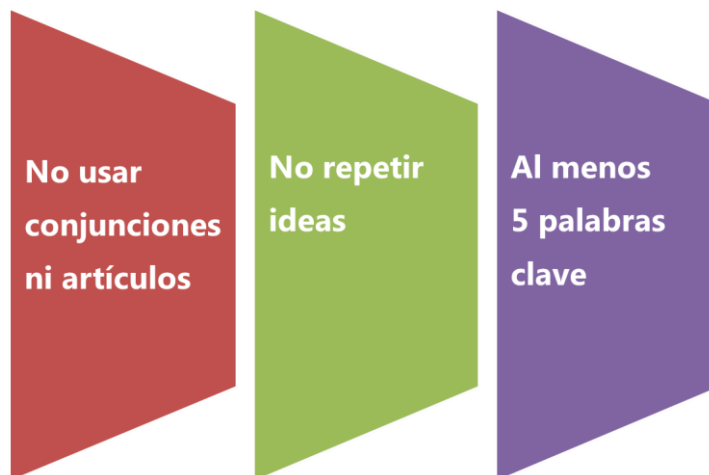 No usar
conjunciones
ni artículos
No repetir
ideas
Al menos
5 palabras
clave